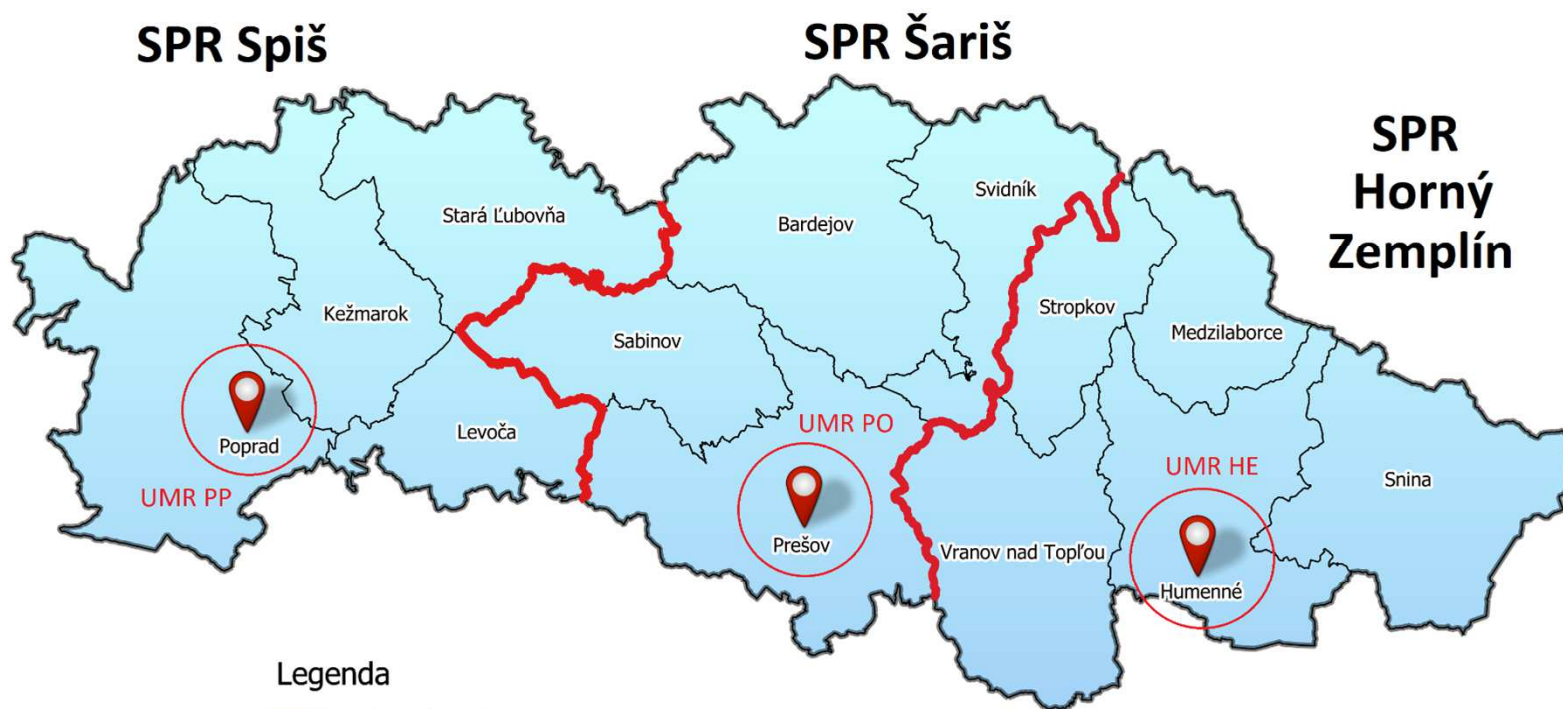 SPR Spiš
SPR Šariš
SPR
Horný
Zemplín
Svidník
Stará Ľubovňa
Bardejov
Kežmarok
Stropkov
Medzilaborce
Sabinov
UMR PO
Levoča
Poprad
UMR PP
UMR HE
Snina
Prešov
Vranov nad Topľou
Humenné
Legenda